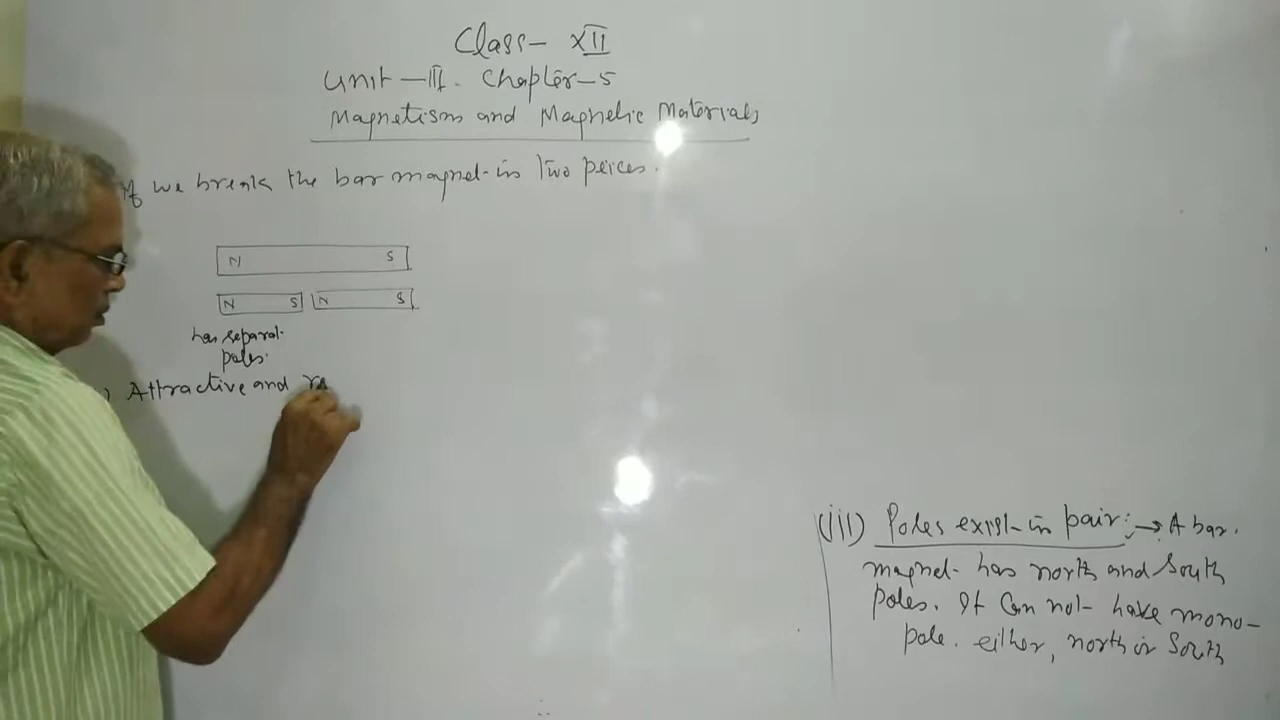 Class - XII
Unit - III. Chapter - 5
Magnetism and Magnetic Materials
If we break the bar magnet in Two peices.
N S
N S N S
has separat
poles.
) Attractive and
(iii) Poles exist in pair: → A bar.
magnet has north and South
poles. It Can not have mono-
pole. either, north or South